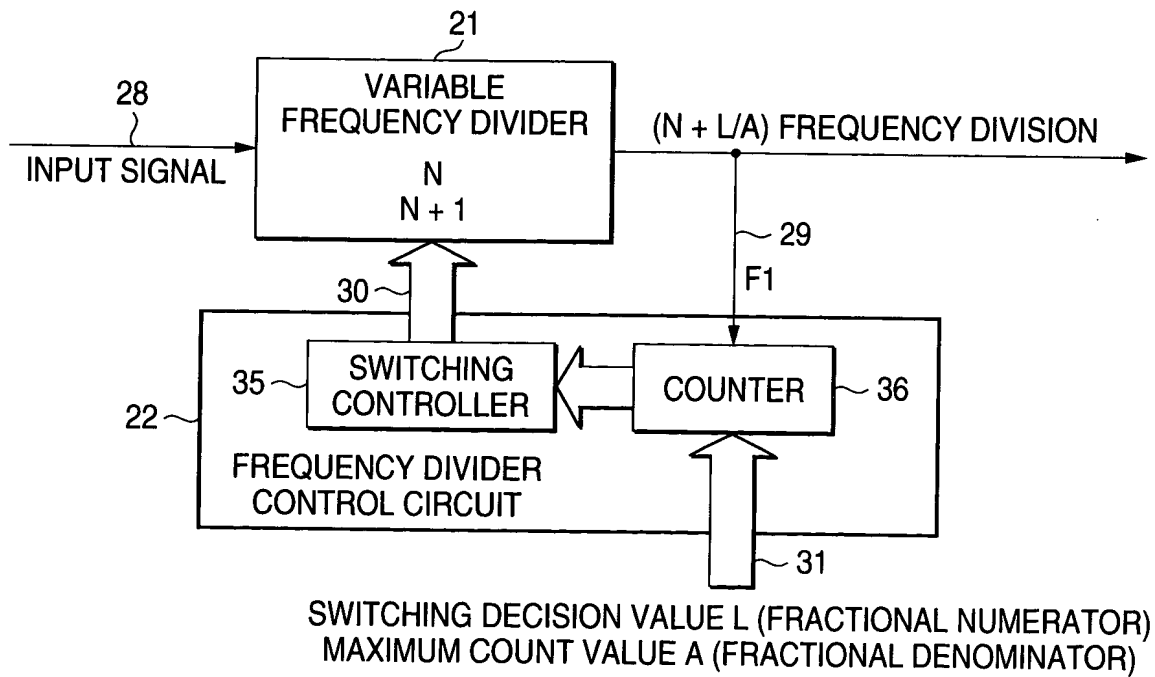 21
VARIABLE
FREQUENCY DIVIDER
N
N + 1
28
INPUT SIGNAL
(N + L/A) FREQUENCY DIVISION
29
F1
30
35
SWITCHING
CONTROLLER
COUNTER
36
22
FREQUENCY DIVIDER
CONTROL CIRCUIT
31
SWITCHING DECISION VALUE L (FRACTIONAL NUMERATOR)
MAXIMUM COUNT VALUE A (FRACTIONAL DENOMINATOR)